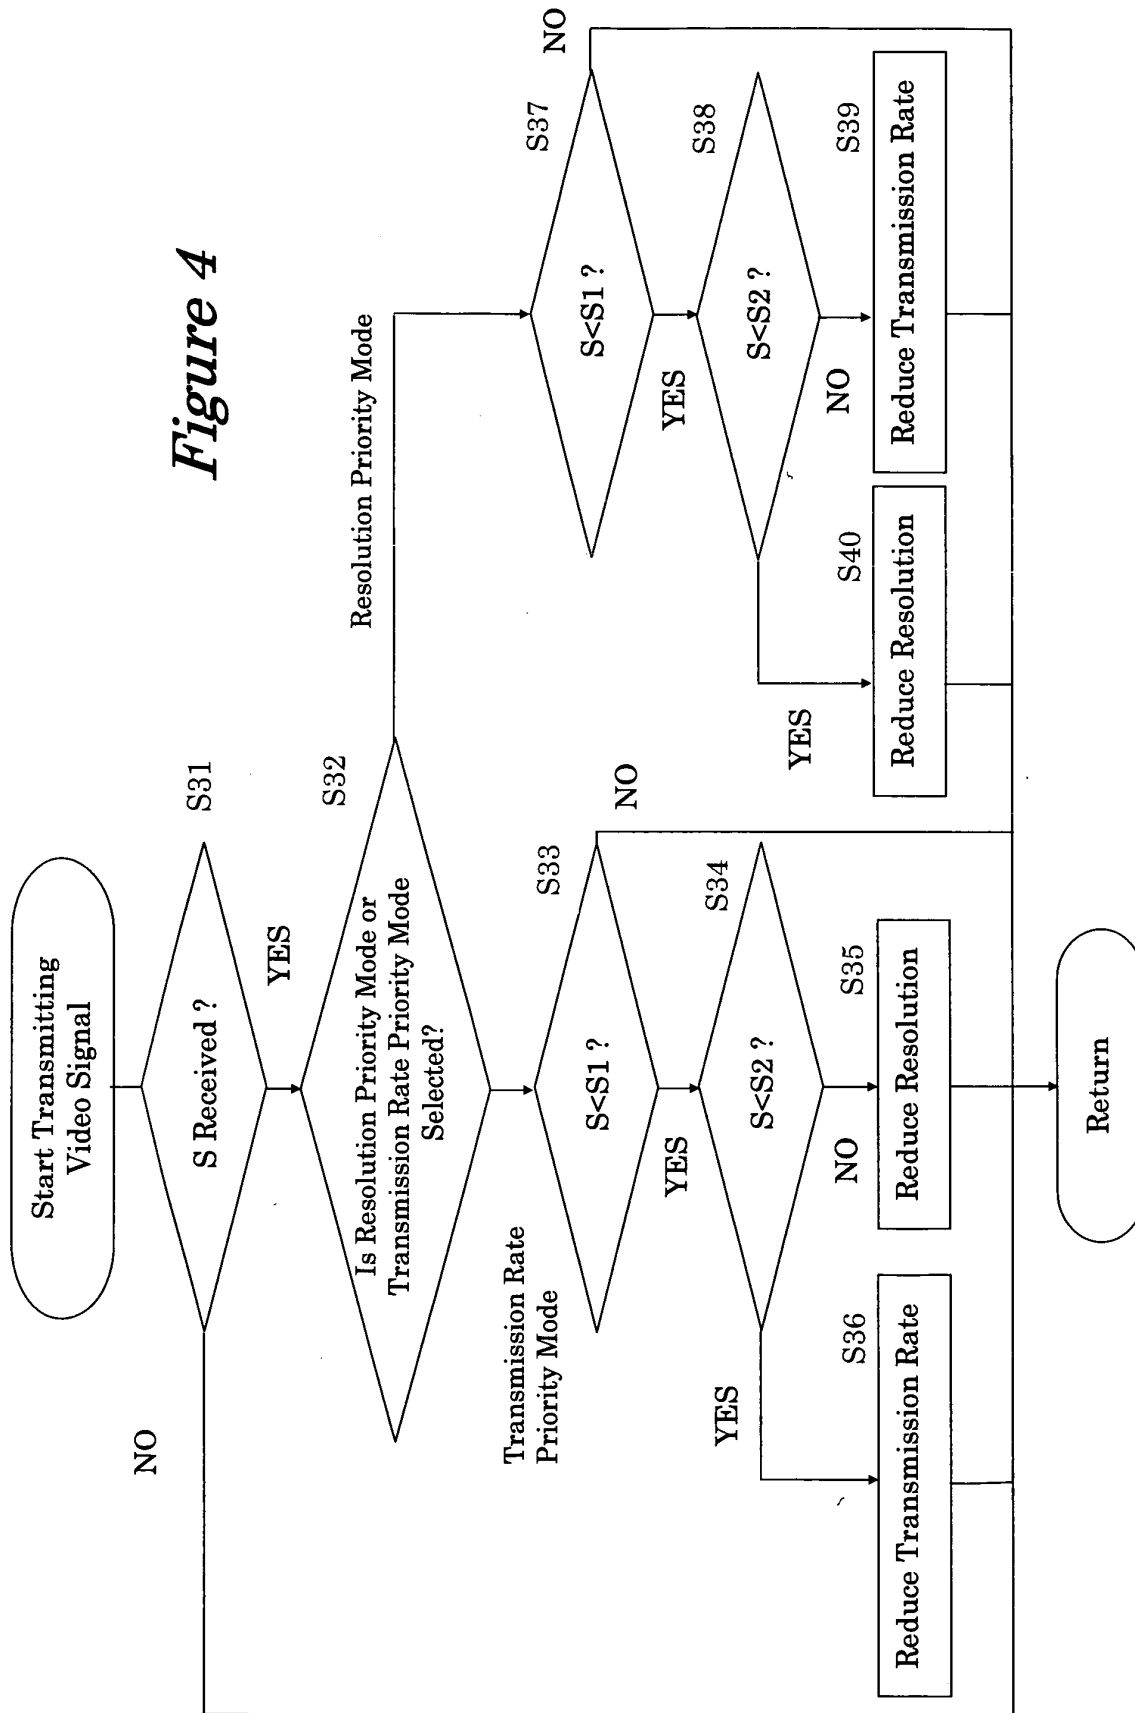 Figure 4
Start Transmitting
Video Signal
S31
S Received ?
NO
YES
S32
Is Resolution Priority Mode or
Transmission Rate Priority Mode
Selected?
Resolution Priority Mode
Transmission Rate
Priority Mode
S33
S<S1 ?
NO
YES
S34
S<S2 ?
YES
NO
S36
Reduce Transmission Rate
S35
Reduce Resolution
S37
S<S1 ?
NO
YES
S38
S<S2 ?
YES
NO
S40
Reduce Resolution
S39
Reduce Transmission Rate
Return